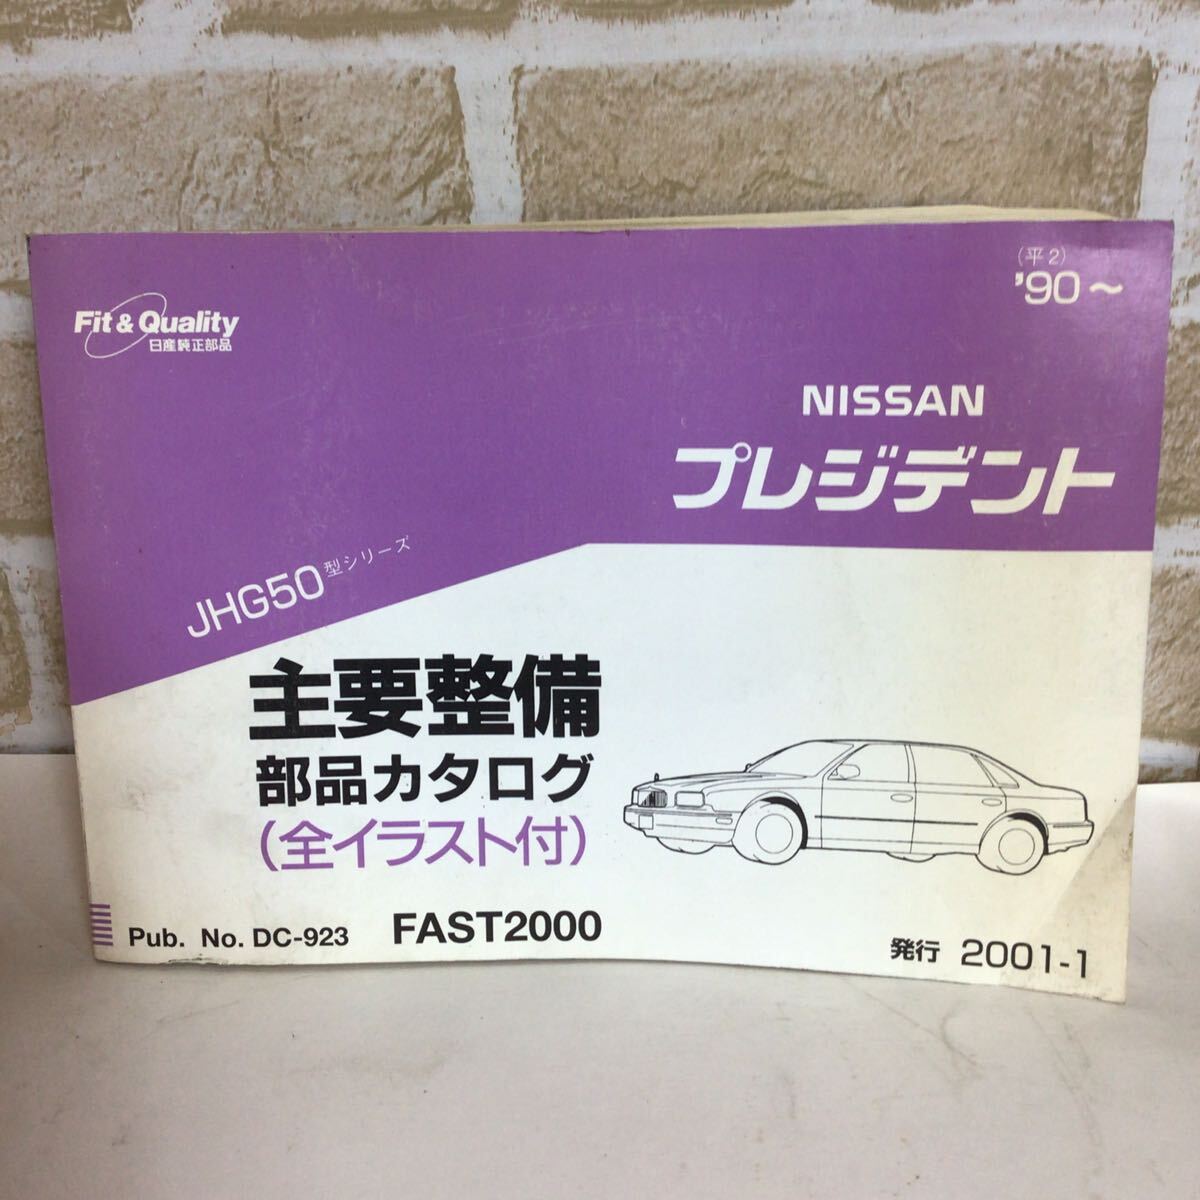 Fit & Quality
日産純正部品
(平2)
'90～
NISSAN
プレジデント
JHG50型シリーズ
主要整備
部品カタログ
(全イラスト付)
Pub. No. DC-923 FAST2000
発行 2001-1